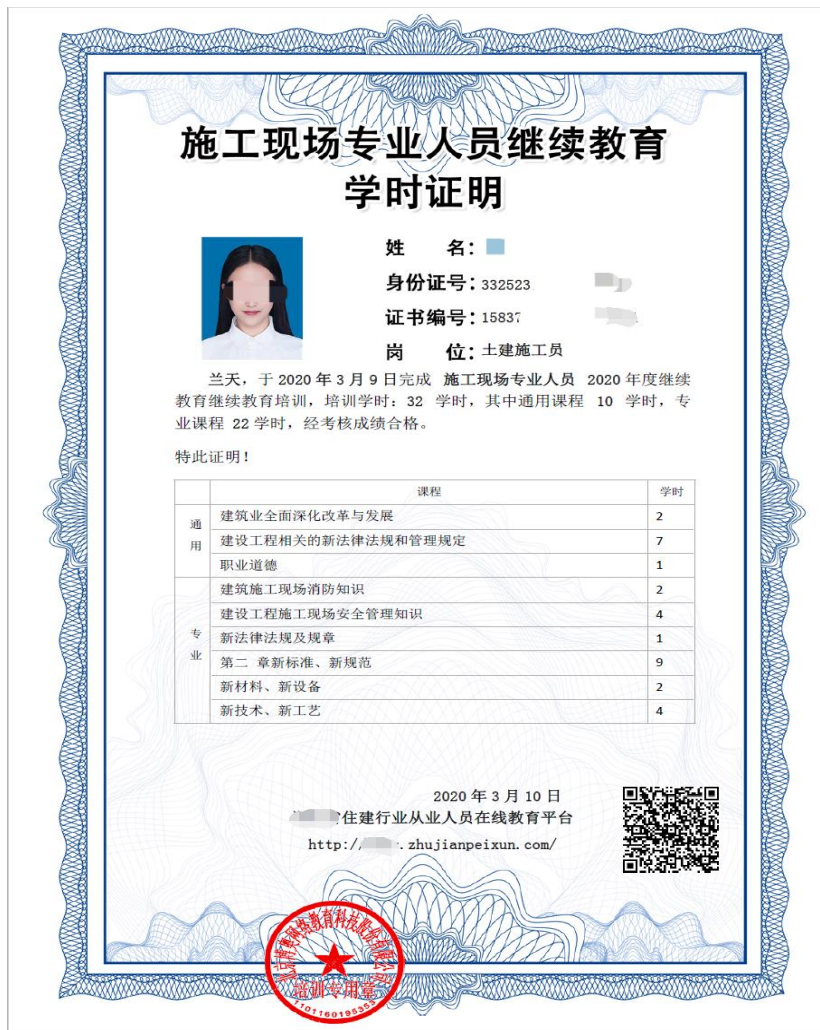 施工现场专业人员继续教育
学时证明
姓 名：
身份证号：332523
证书编号：15837
岗 位：土建施工员
兰天，于 2020 年 3 月 9 日完成 施工现场专业人员 2020 年度继续
教育继续教育培训，培训学时：32 学时，其中通用课程 10 学时，专
业课程 22 学时，经考核成绩合格。
特此证明！
课程 学时
通用
建筑业全面深化改革与发展 2
建设工程相关的新法律法规和管理规定 7
职业道德 1
专业
建筑施工现场消防知识 2
建设工程施工现场安全管理知识 4
新法律法规及规章 1
第二 章新标准、新规范 9
新材料、新设备 2
新技术、新工艺 4
2020 年 3 月 10 日
省住建行业从业人员在线教育平台
http:/ .zhujianpeixun.com/
培训专用章
1101160195353